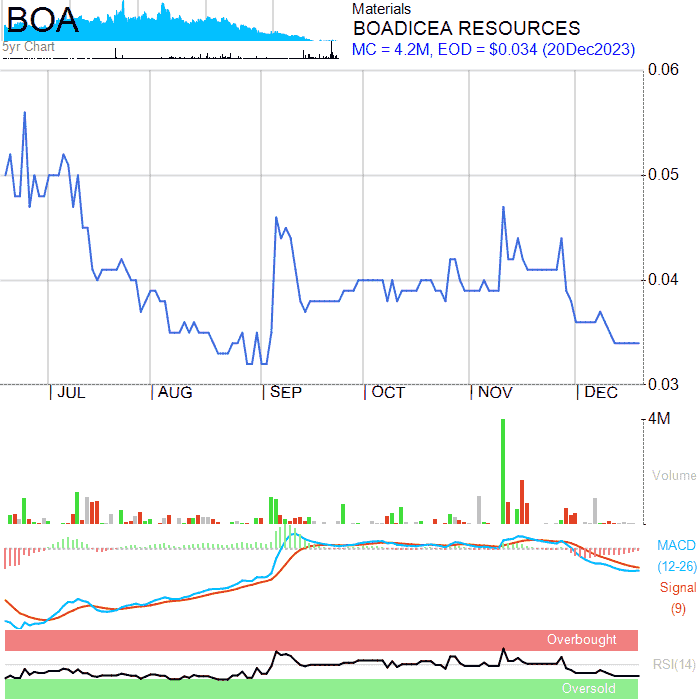 BOA
5yr Chart
Materials
BOADICEA RESOURCES
MC = 4.2M, EOD = $0.034 (20Dec2023)
0.06
0.05
0.04
0.03
JUL AUG SEP OCT NOV DEC
4M
Volume
MACD
(12-26)
Signal
(9)
Overbought
RSI(14)
Oversold